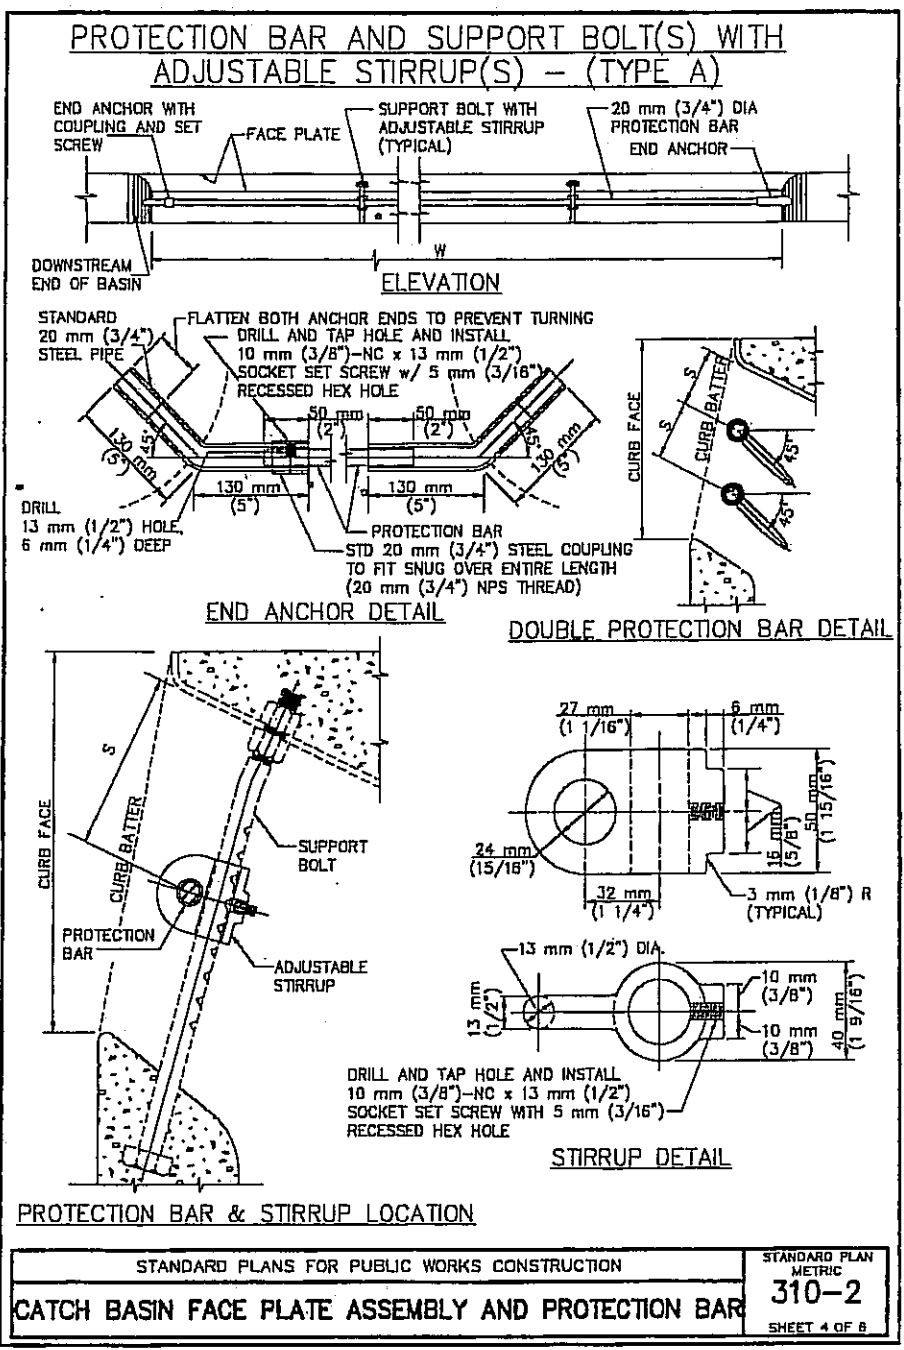 PROTECTION BAR AND SUPPORT BOLT(S) WITH
ADJUSTABLE STIRRUP(S) – (TYPE A)
END ANCHOR WITH
COUPLING AND SET
SCREW
FACE PLATE
SUPPORT BOLT WITH
ADJUSTABLE STIRRUP
(TYPICAL)
20 mm (3/4") DIA
PROTECTION BAR
END ANCHOR
W
DOWNSTREAM
END OF BASIN
ELEVATION
STANDARD
20 mm (3/4")
STEEL PIPE
FLATTEN BOTH ANCHOR ENDS TO PREVENT TURNING
DRILL AND TAP HOLE AND INSTALL
10 mm (3/8")-NC x 13 mm (1/2")
SOCKET SET SCREW w/ 5 mm (3/16")
RECESSED HEX HOLE
50 mm
(2")
50 mm
(2")
45°
45°
130 mm
(5")
130 mm
(5")
130 mm
(5")
130 mm
(5")
DRILL
13 mm (1/2") HOLE,
6 mm (1/4") DEEP
PROTECTION BAR
STD 20 mm (3/4") STEEL COUPLING
TO FIT SNUG OVER ENTIRE LENGTH
(20 mm (3/4") NPS THREAD)
END ANCHOR DETAIL
CURB FACE
CURB BATTER
S
S
45°
45°
DOUBLE PROTECTION BAR DETAIL
CURB FACE
S
CURB BATTER
SUPPORT
BOLT
PROTECTION
BAR
ADJUSTABLE
STIRRUP
PROTECTION BAR & STIRRUP LOCATION
27 mm
(1 1/16")
6 mm
(1/4")
24 mm
(15/16")
32 mm
(1 1/4")
16 mm
(5/8")
50 mm
(1 15/16")
3 mm (1/8") R
(TYPICAL)
13 mm (1/2") DIA.
13 mm
(1/2")
10 mm
(3/8")
10 mm
(3/8")
40 mm
(1 9/16")
DRILL AND TAP HOLE AND INSTALL
10 mm (3/8")-NC x 13 mm (1/2")
SOCKET SET SCREW WITH 5 mm (3/16")
RECESSED HEX HOLE
STIRRUP DETAIL
STANDARD PLANS FOR PUBLIC WORKS CONSTRUCTION
CATCH BASIN FACE PLATE ASSEMBLY AND PROTECTION BAR
STANDARD PLAN
METRIC
310-2
SHEET 4 OF 8